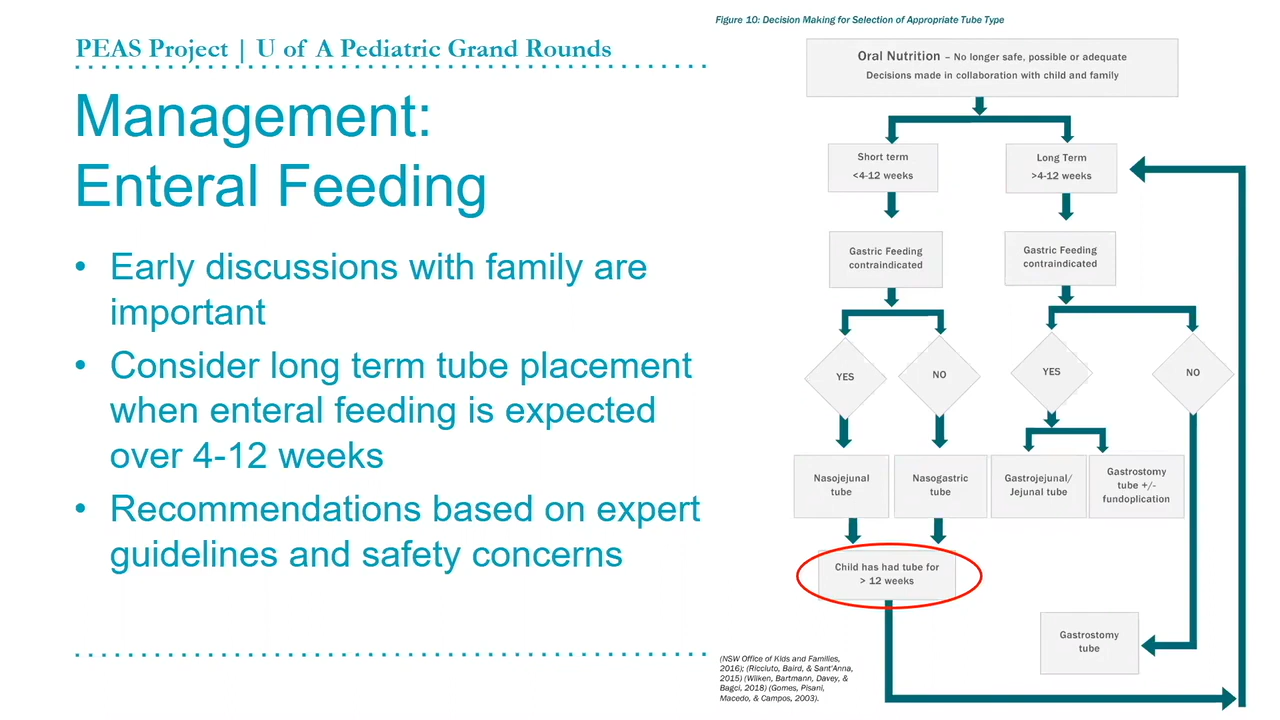 PEAS Project | U of A Pediatric Grand Rounds
Management:
Enteral Feeding
• Early discussions with family are
important
• Consider long term tube placement
when enteral feeding is expected
over 4-12 weeks
• Recommendations based on expert
guidelines and safety concerns
Figure 10: Decision Making for Selection of Appropriate Tube Type
Oral Nutrition – No longer safe, possible or adequate
Decisions made in collaboration with child and family
Short term
<4-12 weeks
Long Term
>4-12 weeks
Gastric Feeding
contraindicated
Gastric Feeding
contraindicated
YES
NO
YES
NO
Nasojejunal
tube
Nasogastric
tube
Gastrojejunal/
Jejunal tube
Gastrostomy
tube +/-
fundoplication
Child has had tube for
> 12 weeks
Gastrostomy
tube
(NSW Office of Kids and Families,
2016); (Ricciuto, Baird, & Sant'Anna,
2015) (Wilken, Bartmann, Davey, &
Bagci, 2018) (Gomes, Pisani,
Macedo, & Campos, 2003).